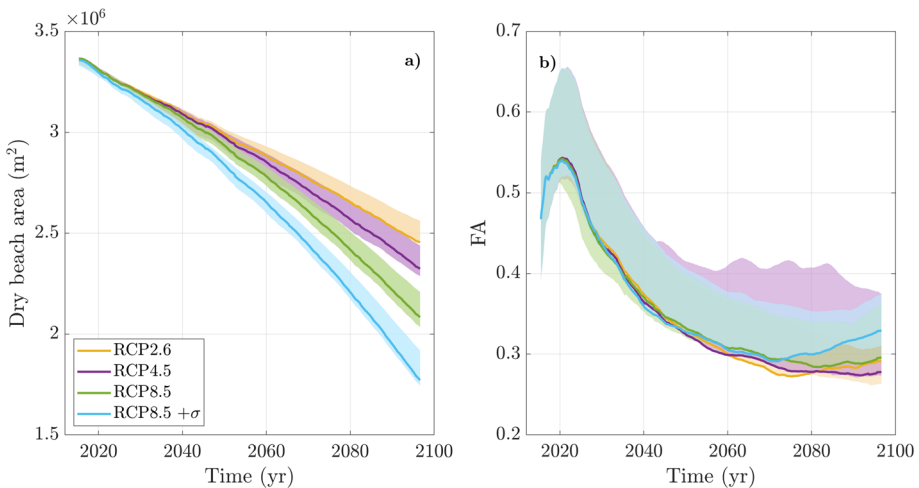 ×10⁶
3.5
3
2.5
2
1.5
Dry beach area (m²)
a)
RCP2.6
RCP4.5
RCP8.5
RCP8.5 +σ
2020 2040 2060 2080 2100
Time (yr)
0.7
0.6
0.5
0.4
0.3
0.2
FA
b)
2020 2040 2060 2080 2100
Time (yr)